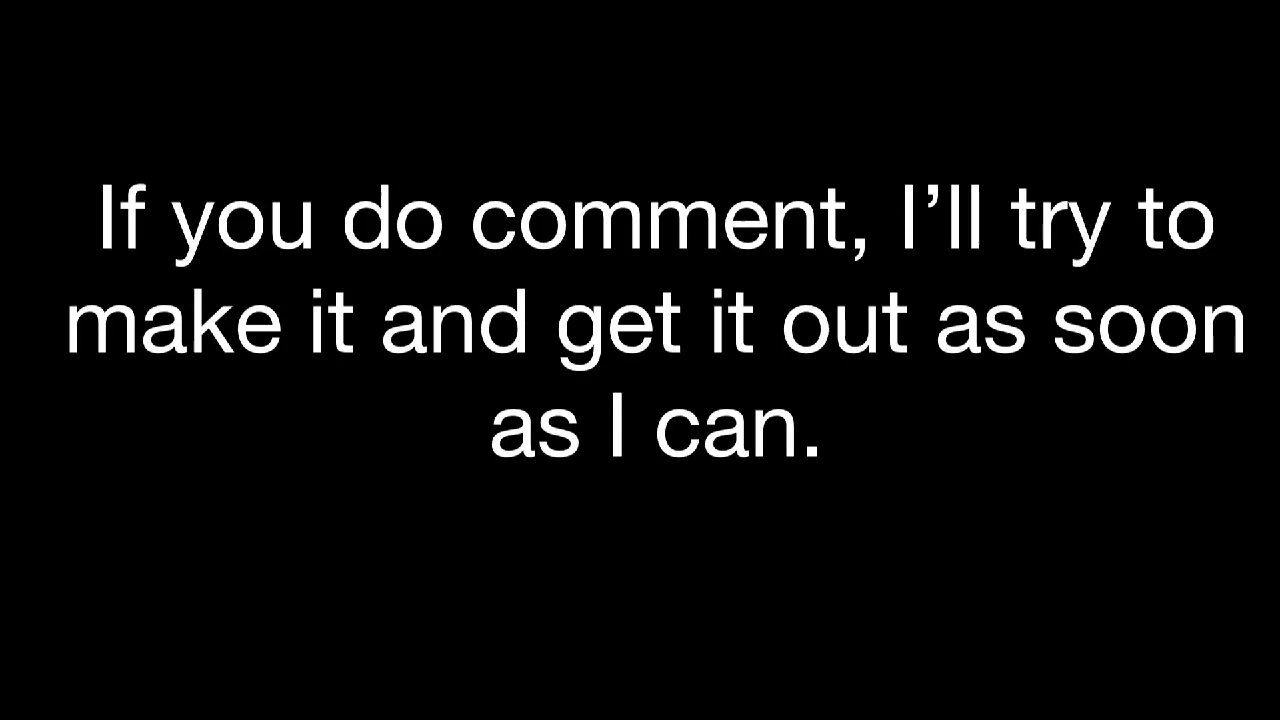 If you do comment, I’ll try to
make it and get it out as soon
as I can.